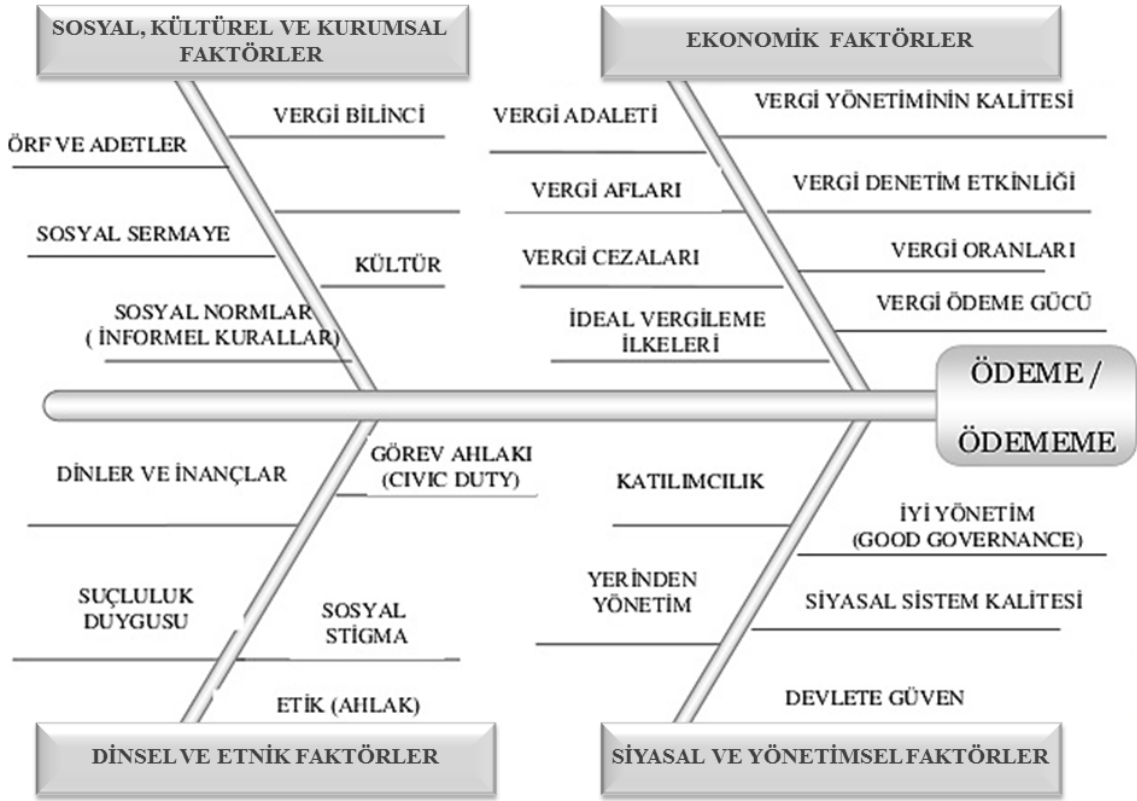 SOSYAL, KÜLTÜREL VE KURUMSAL
FAKTÖRLER
EKONOMİK FAKTÖRLER
VERGİ BİLİNCİ
ÖRF VE ADETLER
SOSYAL SERMAYE
KÜLTÜR
SOSYAL NORMLAR
( İNFORMEL KURALLAR)
VERGİ ADALETİ
VERGİ YÖNETİMİNİN KALİTESİ
VERGİ AFLARI
VERGİ DENETİM ETKİNLİĞİ
VERGİ CEZALARI
VERGİ ORANLARI
İDEAL VERGİLEME
İLKELERİ
VERGİ ÖDEME GÜCÜ
ÖDEME /
ÖDEMEME
DİNLER VE İNANÇLAR
GÖREV AHLAKI
(CIVIC DUTY)
SUÇLULUK
DUYGUSU
SOSYAL
STİGMA
ETİK (AHLAK)
KATILIMCILIK
İYİ YÖNETİM
(GOOD GOVERNANCE)
YERİNDEN
YÖNETİM
SİYASAL SİSTEM KALİTESİ
DEVLETE GÜVEN
DİNSEL VE ETNİK FAKTÖRLER
SİYASAL VE YÖNETİMSEL FAKTÖRLER